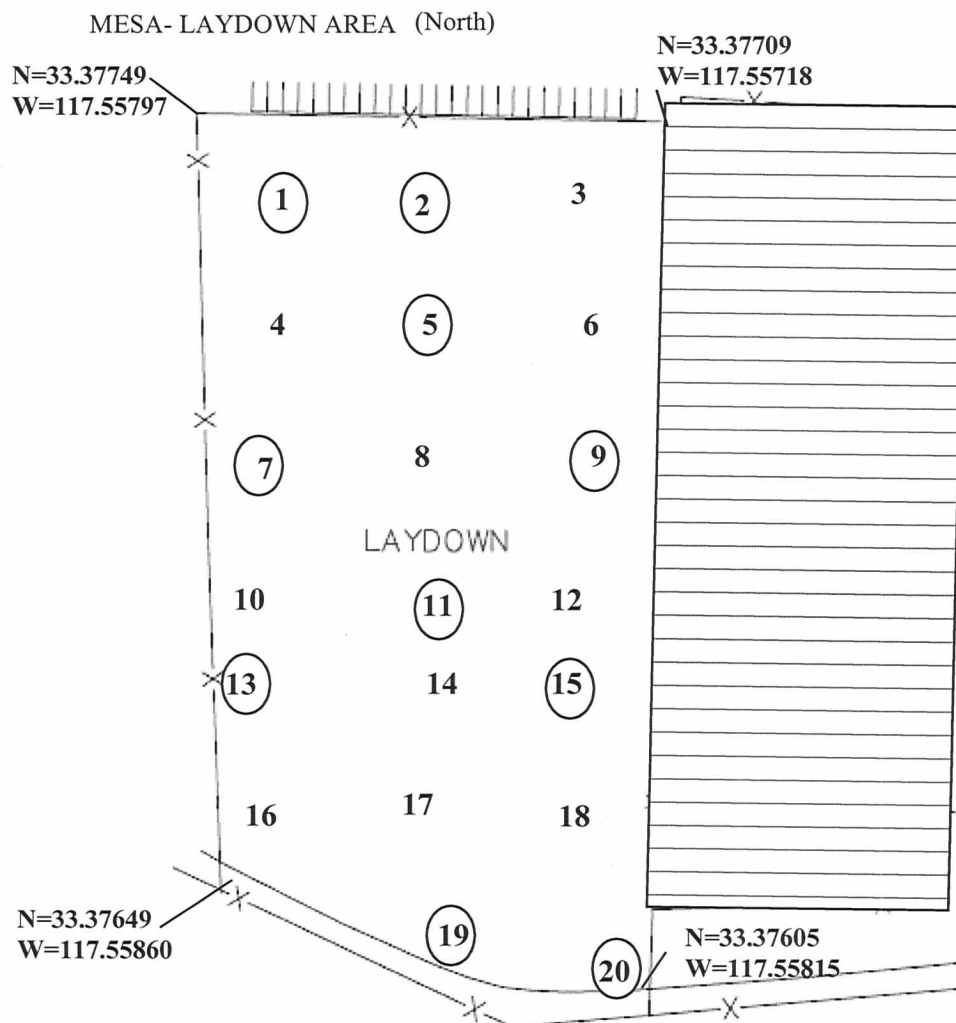 MESA- LAYDOWN AREA (North)
N=33.37749
W=117.55797
N=33.37709
W=117.55718
1 2 3
4 5 6
7 8 9
LAYDOWN
10 11 12
13 14 15
16 17 18
19
20
N=33.37649
W=117.55860
N=33.37605
W=117.55815